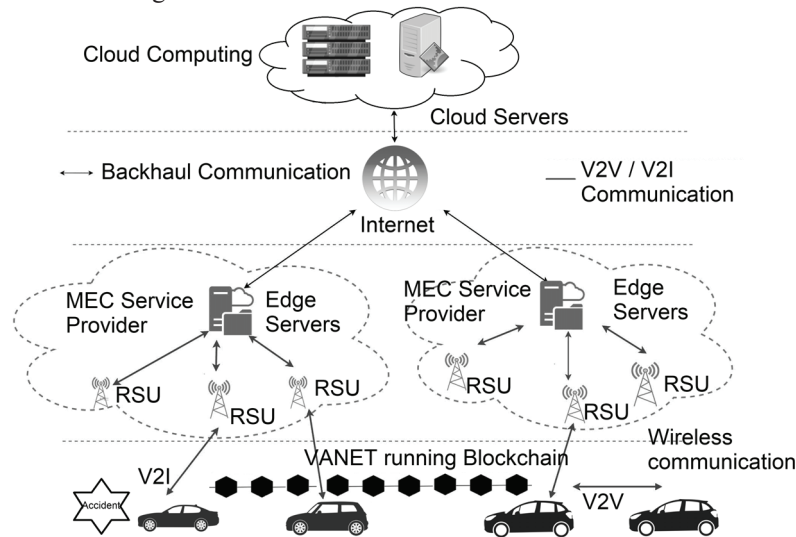 Cloud Computing
Cloud Servers
Backhaul Communication
V2V / V2I
Communication
Internet
MEC Service
Provider
Edge
Servers
MEC Service
Provider
Edge
Servers
RSU
RSU
RSU
RSU
RSU
RSU
Wireless
communication
VANET running Blockchain
V2I
V2V
Accident